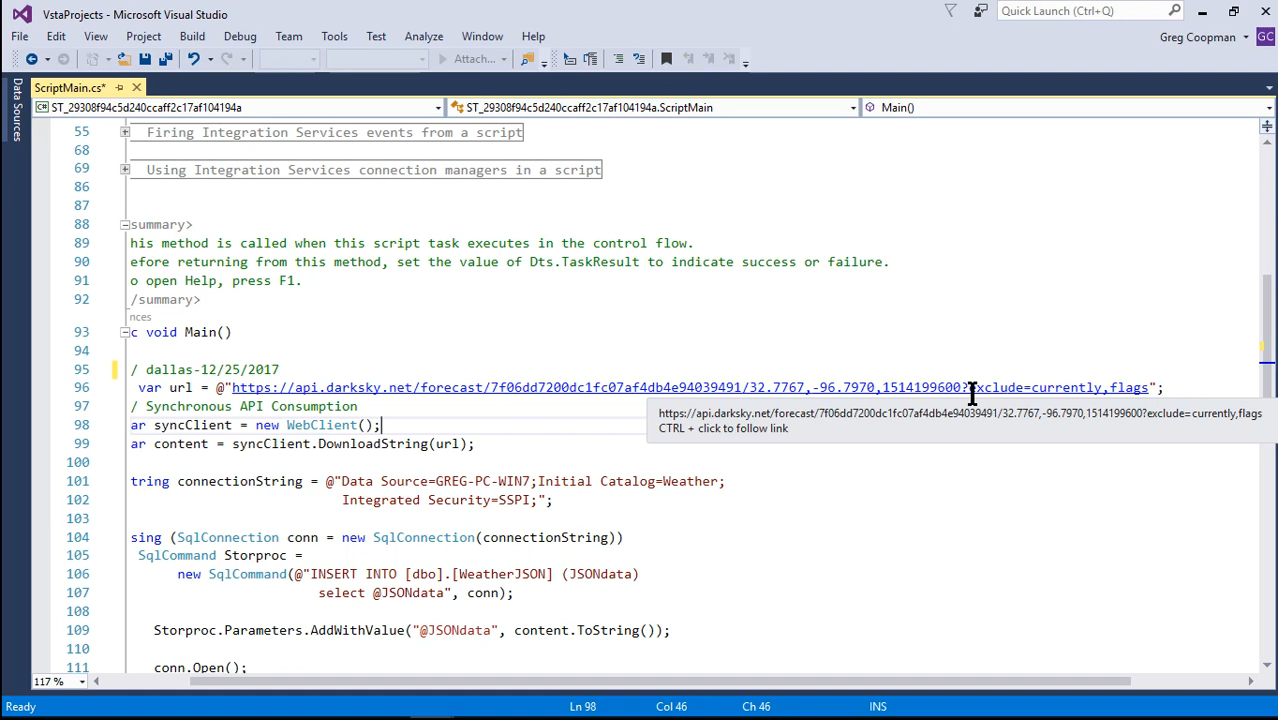 VstaProjects - Microsoft Visual Studio
Quick Launch (Ctrl+Q)
File Edit View Project Build Debug Team Tools Test Analyze Window Help
Greg Coopman GC
Attach...
Data Sources
ScriptMain.cs*
C# ST_29308f94c5d240ccaff2c17af104194a ST_29308f94c5d240ccaff2c17af104194a.ScriptMain Main()
55 Firing Integration Services events from a script
68
69 Using Integration Services connection managers in a script
86
87
88 summary>
89 his method is called when this script task executes in the control flow.
90 efore returning from this method, set the value of Dts.TaskResult to indicate success or failure.
91 o open Help, press F1.
92 /summary>
nces
93 c void Main()
94
95 / dallas-12/25/2017
96 var url = @"https://api.darksky.net/forecast/7f06dd7200dc1fc07af4db4e94039491/32.7767,-96.7970,1514199600?exclude=currently,flags";
97 / Synchronous API Consumption
https://api.darksky.net/forecast/7f06dd7200dc1fc07af4db4e94039491/32.7767,-96.7970,1514199600?exclude=currently,flags
CTRL + click to follow link
98 ar syncClient = new WebClient();
99 ar content = syncClient.DownloadString(url);
100
101 tring connectionString = @"Data Source=GREG-PC-WIN7;Initial Catalog=Weather;
102 Integrated Security=SSPI;";
103
104 sing (SqlConnection conn = new SqlConnection(connectionString))
105 SqlCommand Storproc =
106 new SqlCommand(@"INSERT INTO [dbo].[WeatherJSON] (JSONdata)
107 select @JSONdata", conn);
108
109 Storproc.Parameters.AddWithValue("@JSONdata", content.ToString());
110
111 conn.Open();
117 %
Ready Ln 98 Col 46 Ch 46 INS